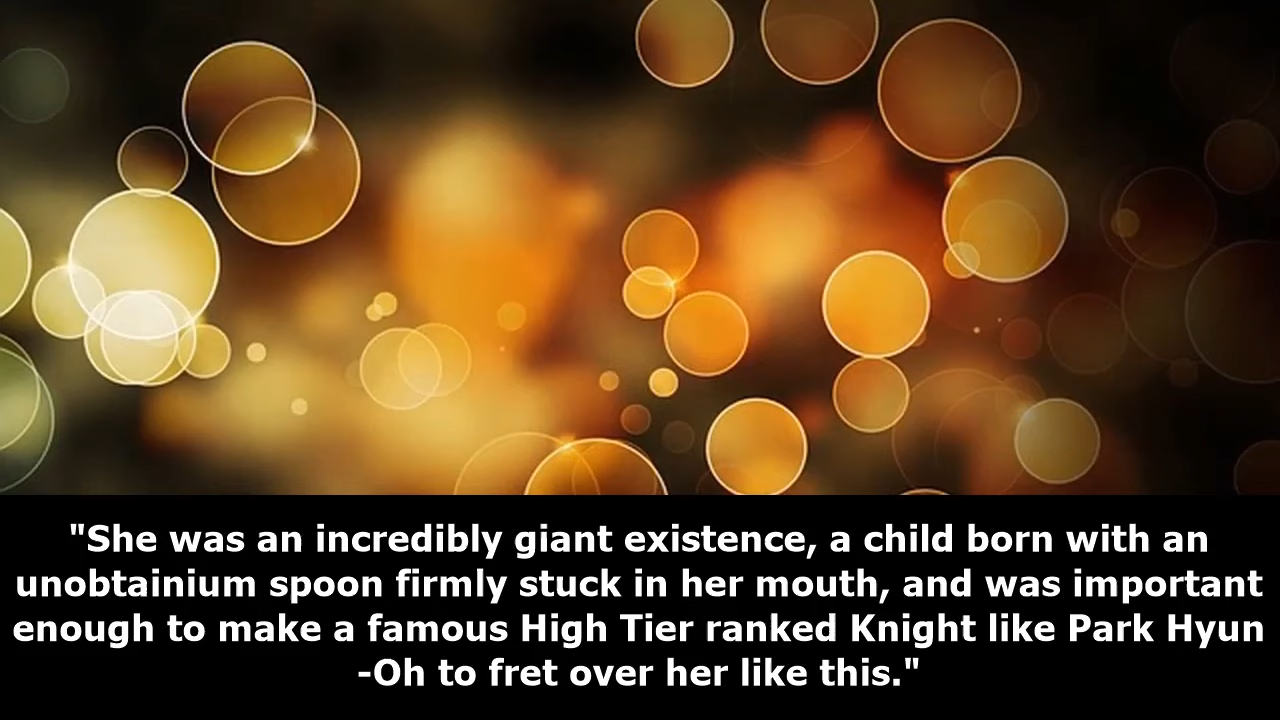 "She was an incredibly giant existence, a child born with an
unobtainium spoon firmly stuck in her mouth, and was important
enough to make a famous High Tier ranked Knight like Park Hyun
-Oh to fret over her like this."